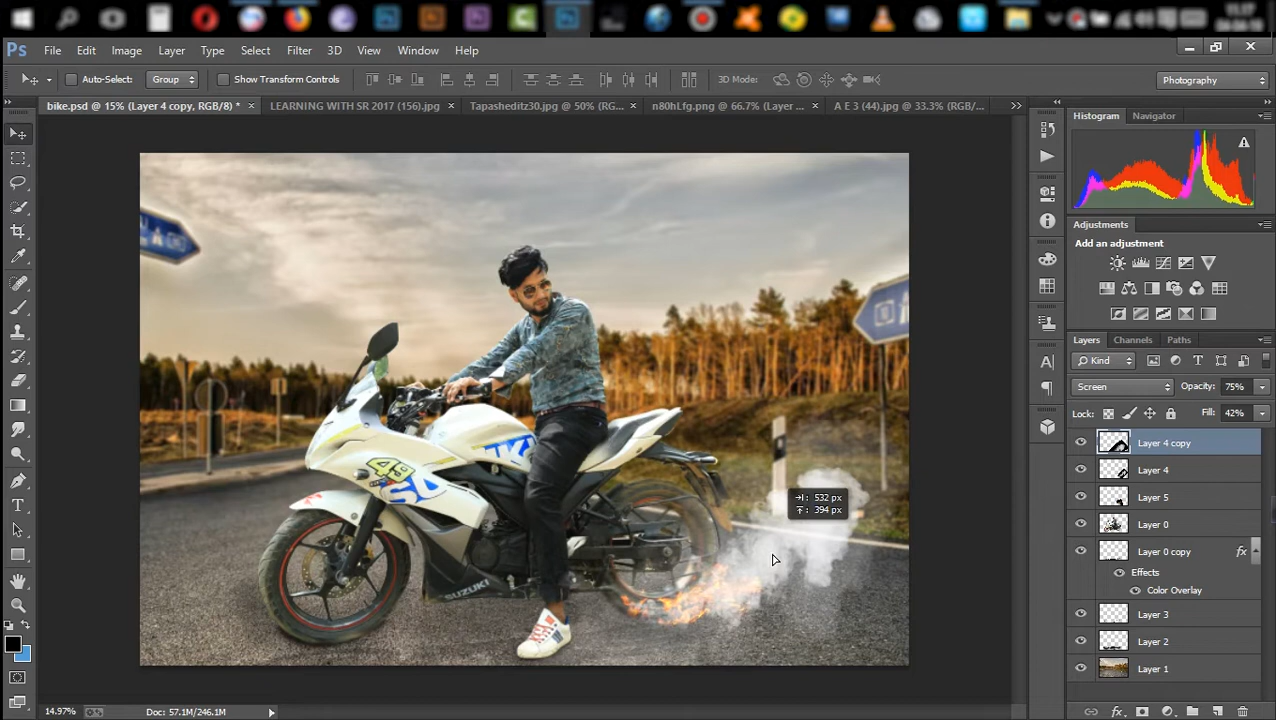 Ps File Edit Image Layer Type Select Filter 3D View Window Help
Auto-Select: Group Show Transform Controls 3D Mode: Photography
bike.psd @ 15% (Layer 4 copy, RGB/8) * LEARNING WITH SR 2017 (156).jpg Tapasheditz30.jpg @ 50% (RG... n80hLfg.png @ 66.7% (Layer ... A E 3 (44).jpg @ 33.3% (RGB/...
Histogram Navigator
Adjustments
Add an adjustment
Layers Channels Paths
Kind
Screen Opacity: 75%
Lock: Fill: 42%
Layer 4 copy
Layer 4
Layer 5
Layer 0
Layer 0 copy fx
Effects
Color Overlay
Layer 3
Layer 2
Layer 1
532 px
394 px
49
SUZUKI
14.97% Doc: 57.1M/246.1M